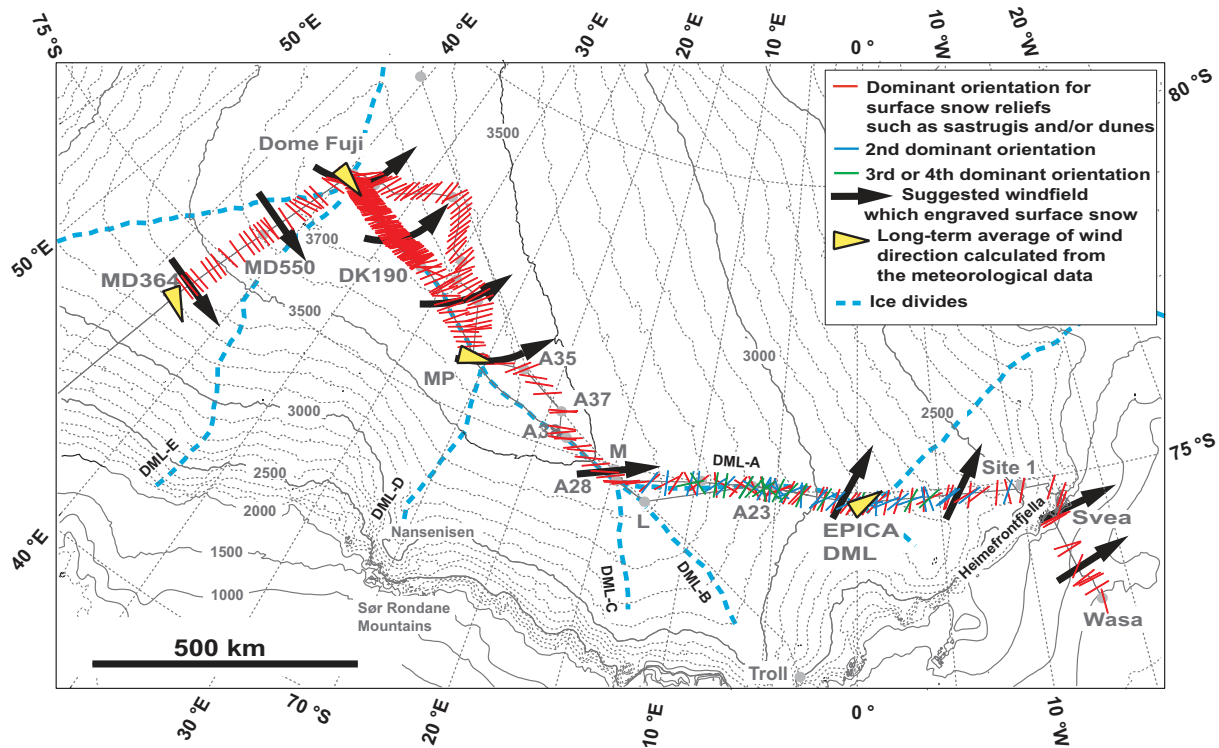 75 °S
50 °E
40 °E
30 °E
20 °E
10 °E
0 °
10 °W
20 °W
80 °S
Dominant orientation for
surface snow reliefs
such as sastrugis and/or dunes
2nd dominant orientation
3rd or 4th dominant orientation
Suggested windfield
which engraved surface snow
Long-term average of wind
direction calculated from
the meteorological data
Ice divides
3500
Dome Fuji
50 °E
3700
MD550
DK190
MD364
3500
3000
A35
MP
A37
2500
3000
A38
M
DML-A
Site 1
75 °S
DML-E
2500
DML-D
A28
A23
L
EPICA
DML
Svea
2000
Nansenisen
Heimefrontfjella
40 °E
1500
DML-C
DML-B
1000
Sør Rondane
Mountains
Wasa
500 km
Troll
30 °E
70 °S
20 °E
10 °E
0 °
10 °W